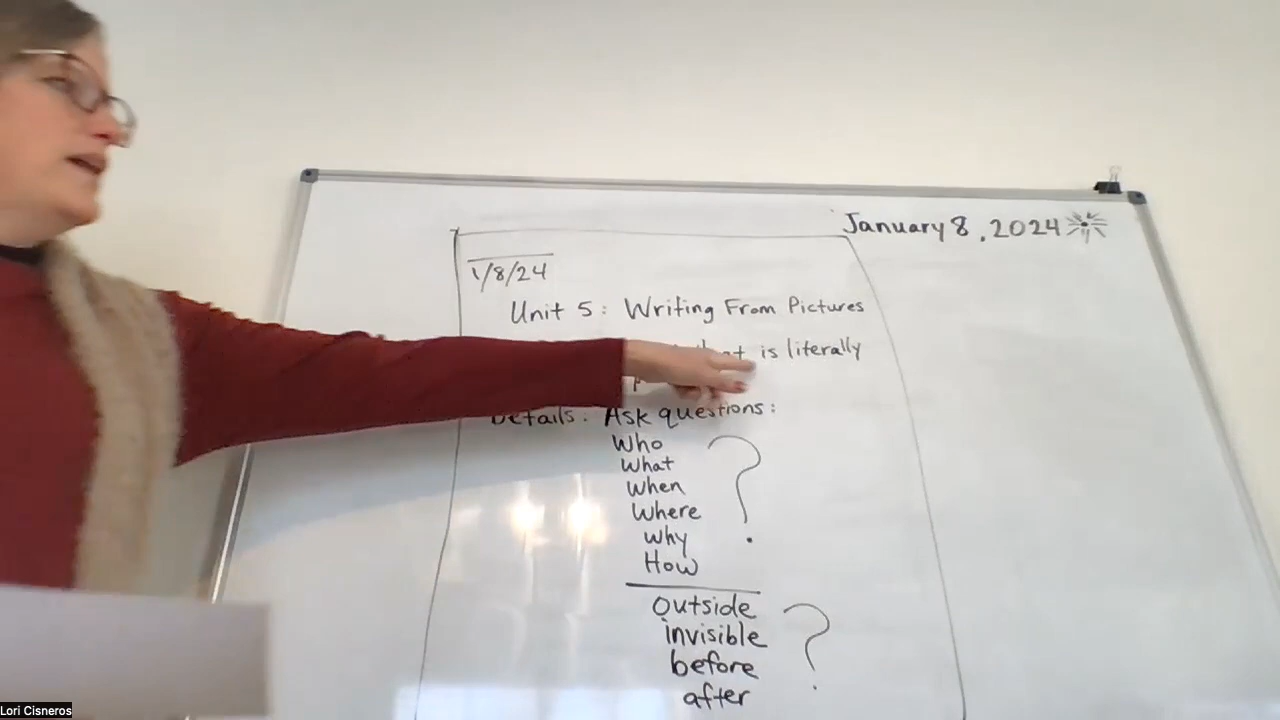 January 8, 2024
1/8/24
Unit 5: Writing From Pictures
is literally
Details: Ask questions:
Who
What
When
Where
Why
How
?
Outside
invisible
before
after
?
Lori Cisneros